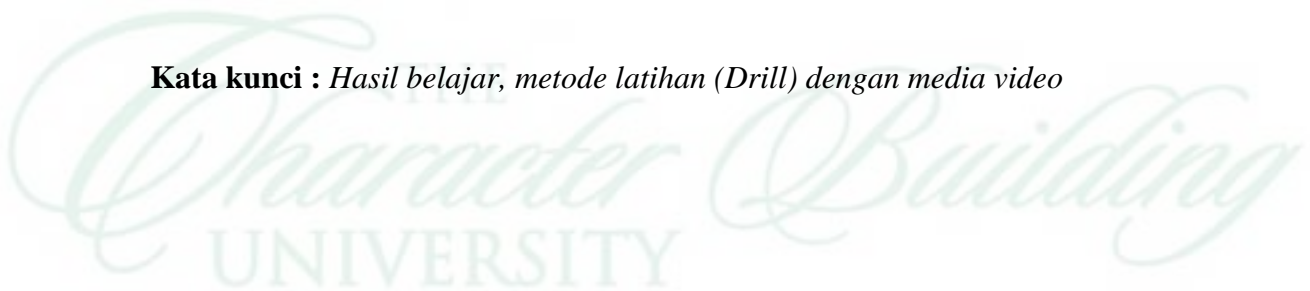 Kata kunci : Hasil belajar, metode latihan (Drill) dengan media video
THE
Character Building
UNIVERSITY